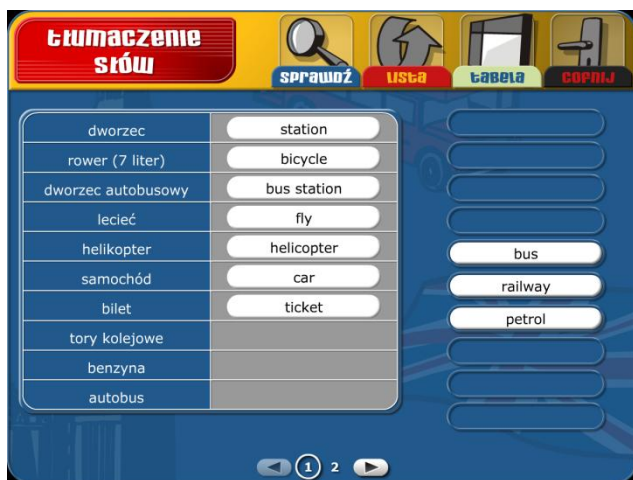 tłumaczenie
słów
sprawdź
lista
tabela
cofnij
dworzec station
rower (7 liter) bicycle
dworzec autobusowy bus station
lecieć fly
helikopter helicopter
samochód car
bilet ticket
tory kolejowe
benzyna
autobus
bus
railway
petrol
1 2